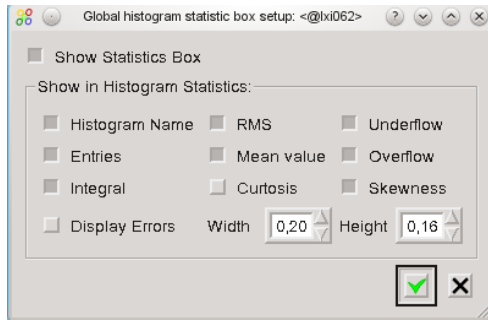 Global histogram statistic box setup: <@lxi062>
Show Statistics Box
Show in Histogram Statistics:
Histogram Name RMS Underflow
Entries Mean value Overflow
Integral Curtosis Skewness
Display Errors Width 0,20 Height 0,16